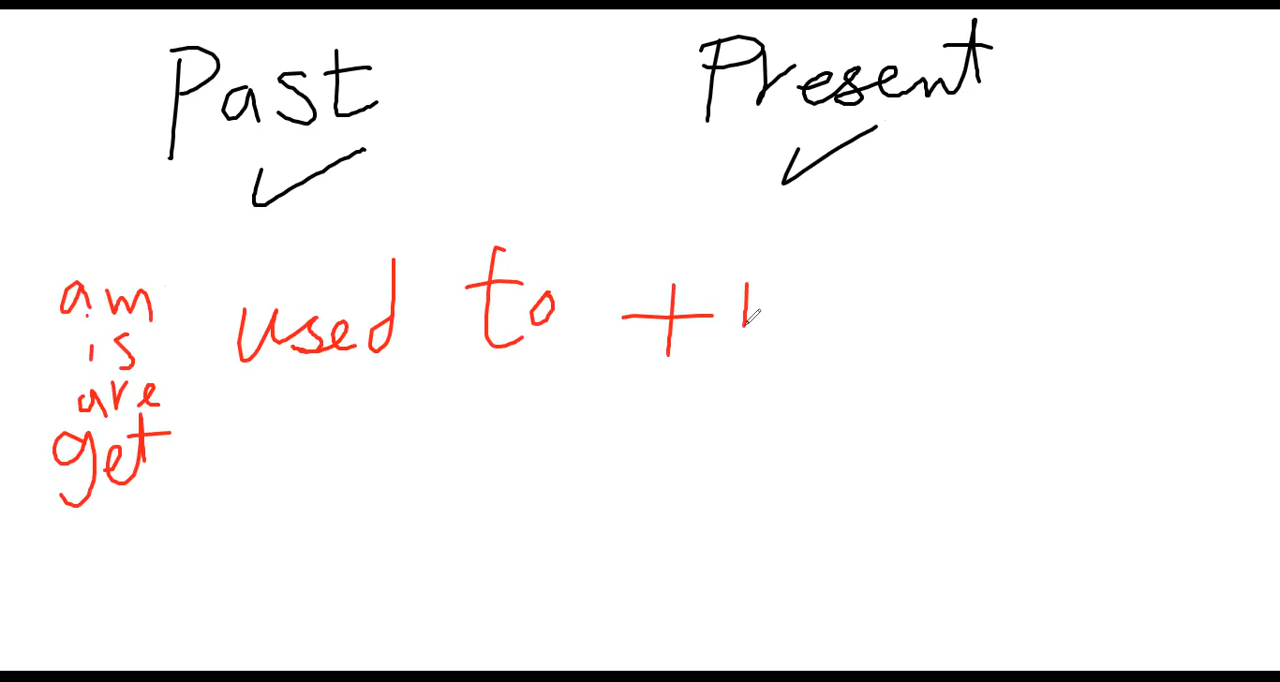 Past Present
am
is used to +
are
get